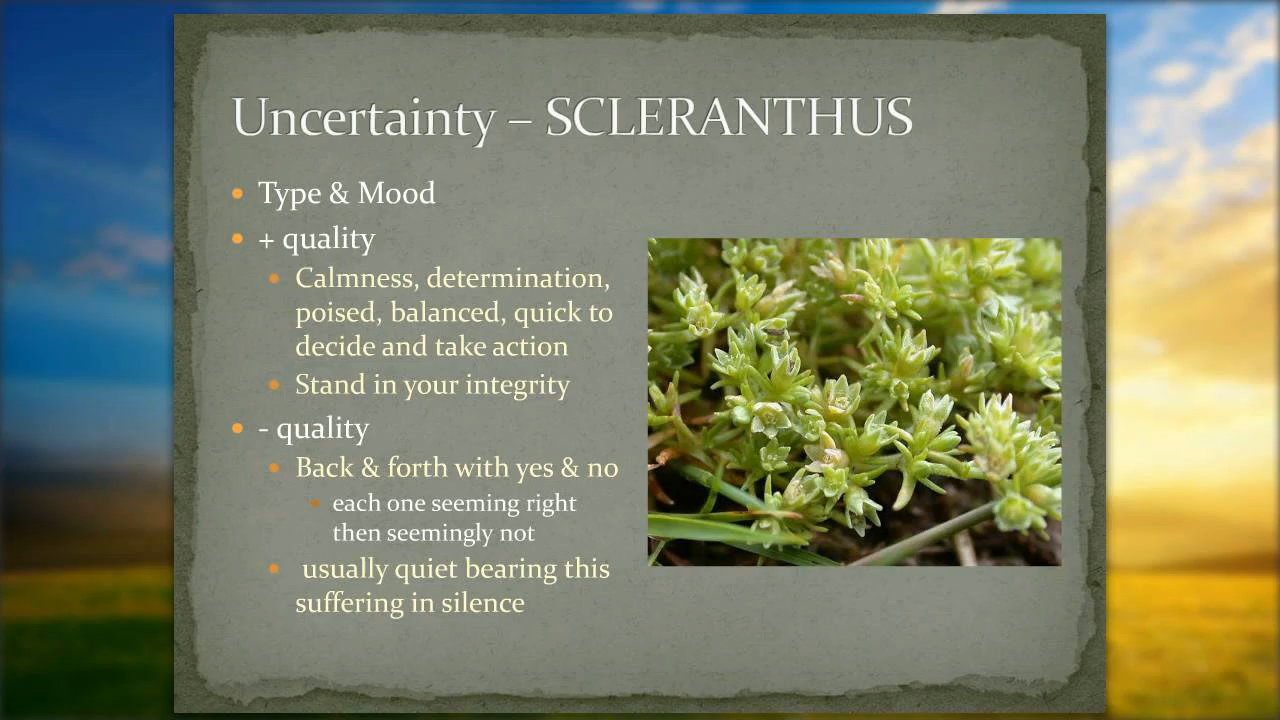 Uncertainty – SCLERANTHUS
Type & Mood
+ quality
Calmness, determination,
poised, balanced, quick to
decide and take action
Stand in your integrity
- quality
Back & forth with yes & no
each one seeming right
then seemingly not
usually quiet bearing this
suffering in silence